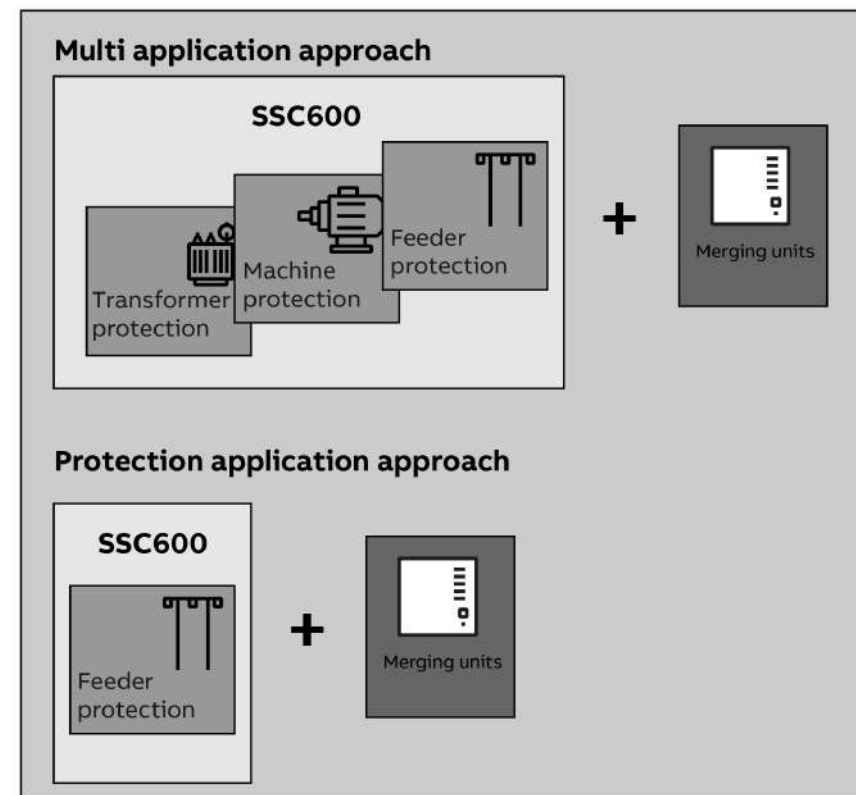 Multi application approach
SSC600
Feeder
protection
Machine
protection
Transformer
protection
+
Merging units
Protection application approach
SSC600
Feeder
protection
+
Merging units